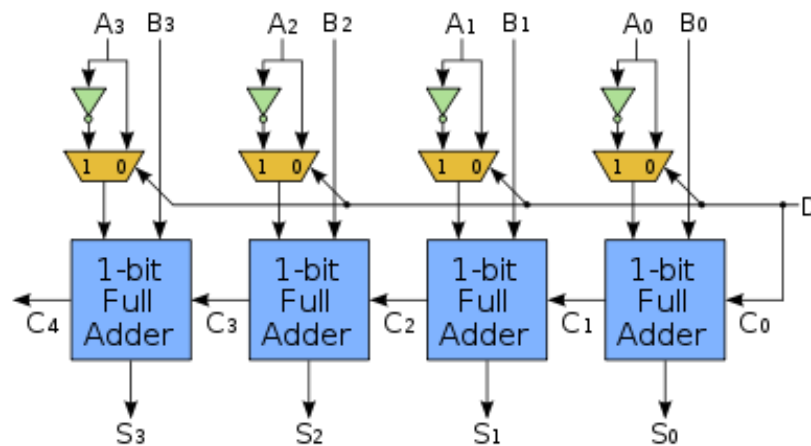 A3 B3 A2 B2 A1 B1 A0 B0
1 0 1 0 1 0 1 0
D
1-bit Full Adder 1-bit Full Adder 1-bit Full Adder 1-bit Full Adder
C4 C3 C2 C1 C0
S3 S2 S1 S0